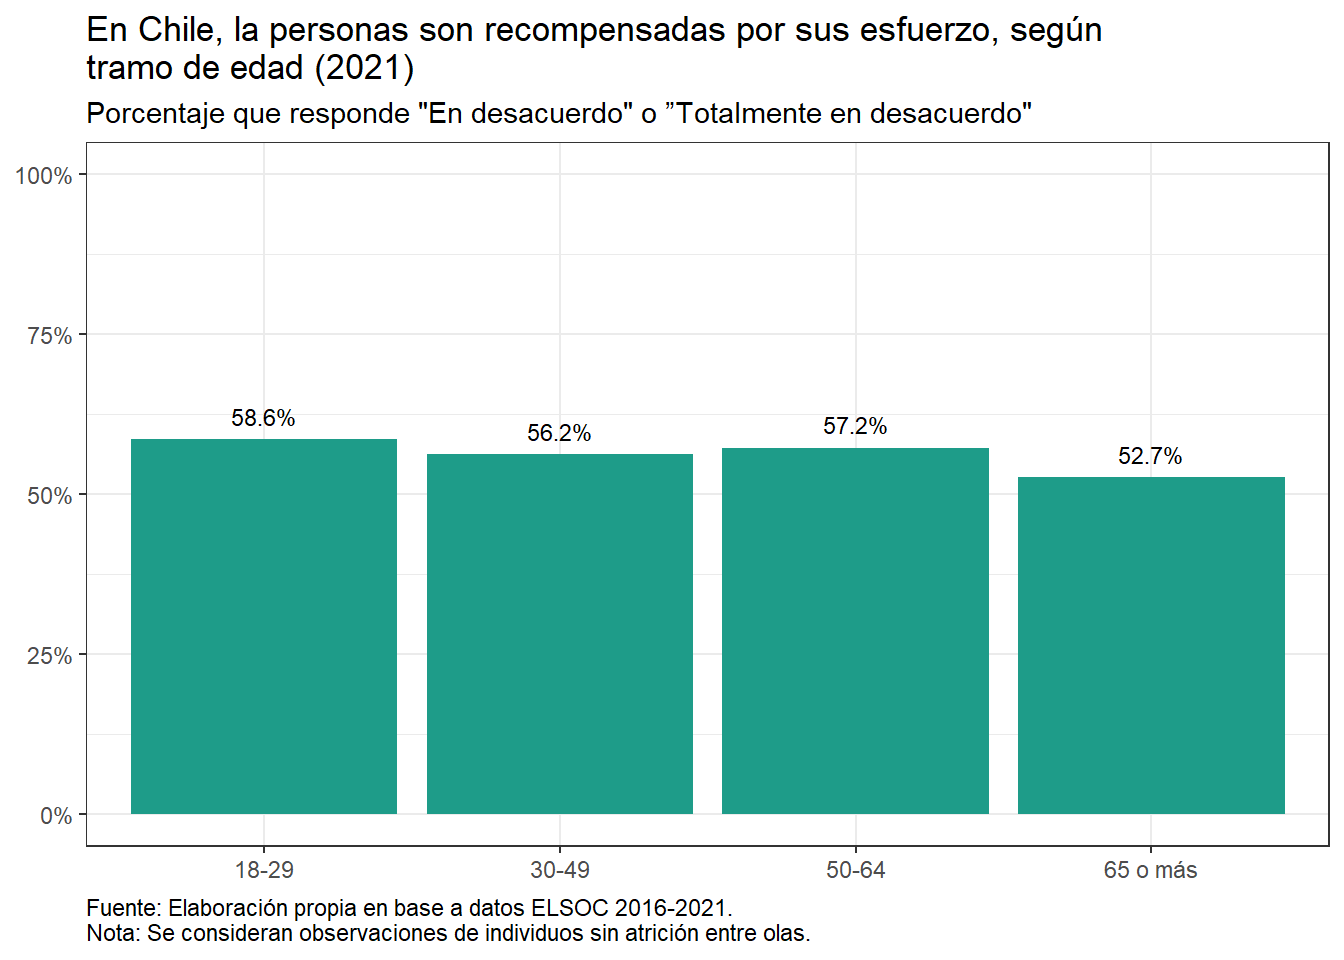 En Chile, la personas son recompensadas por sus esfuerzo, según
tramo de edad (2021)
Porcentaje que responde "En desacuerdo" o ”Totalmente en desacuerdo"
100%
75%
50%
25%
0%
58.6%
56.2%
57.2%
52.7%
18-29
30-49
50-64
65 o más
Fuente: Elaboración propia en base a datos ELSOC 2016-2021.
Nota: Se consideran observaciones de individuos sin atrición entre olas.